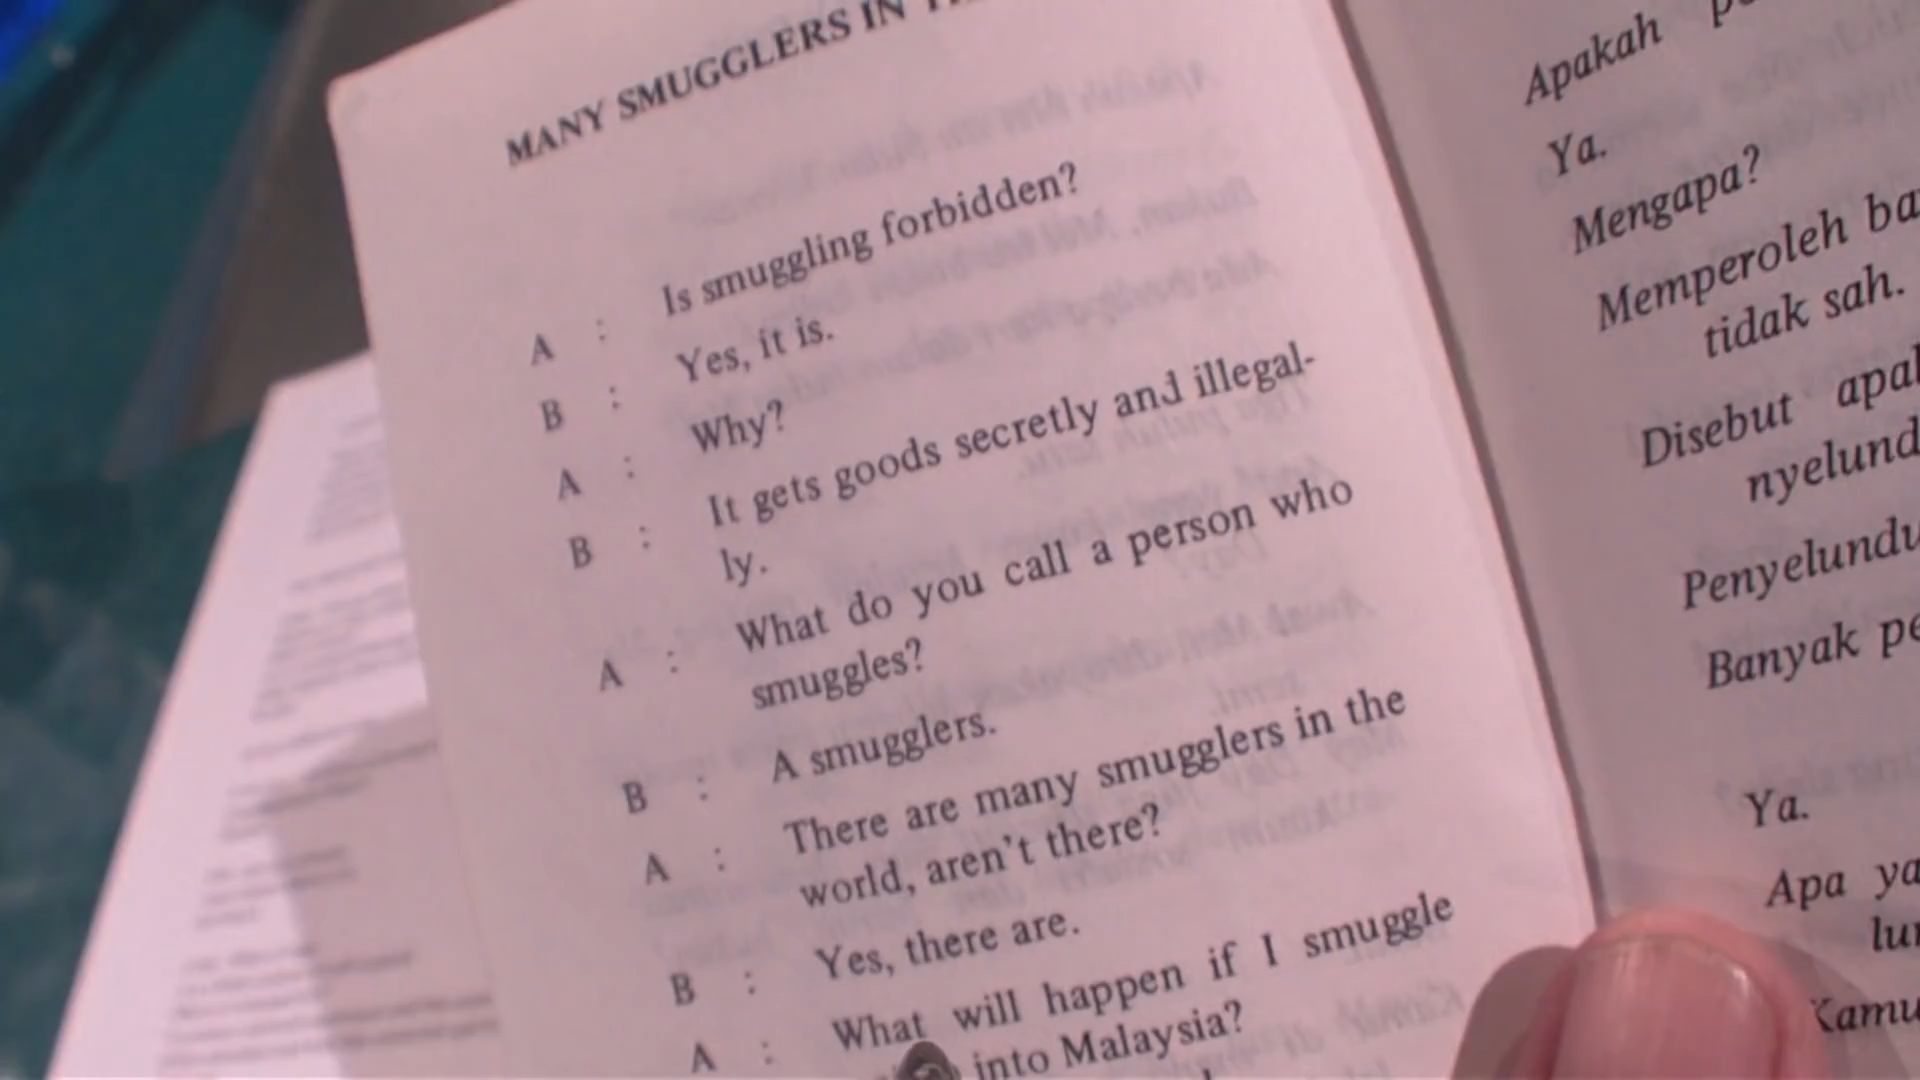 MANY SMUGGLERS IN
A : Is smuggling forbidden?
B : Yes, it is.
A : Why?
B : It gets goods secretly and illegal-
ly.
A : What do you call a person who
smuggles?
B : A smugglers.
A : There are many smugglers in the
world, aren't there?
B : Yes, there are.
A : What will happen if I smuggle
into Malaysia?
Apakah
Ya.
Mengapa?
Memperoleh ba
tidak sah.
Disebut apal
nyelund
Penyelundu
Banyak pe
Ya.
Apa ya
lun
Kamu